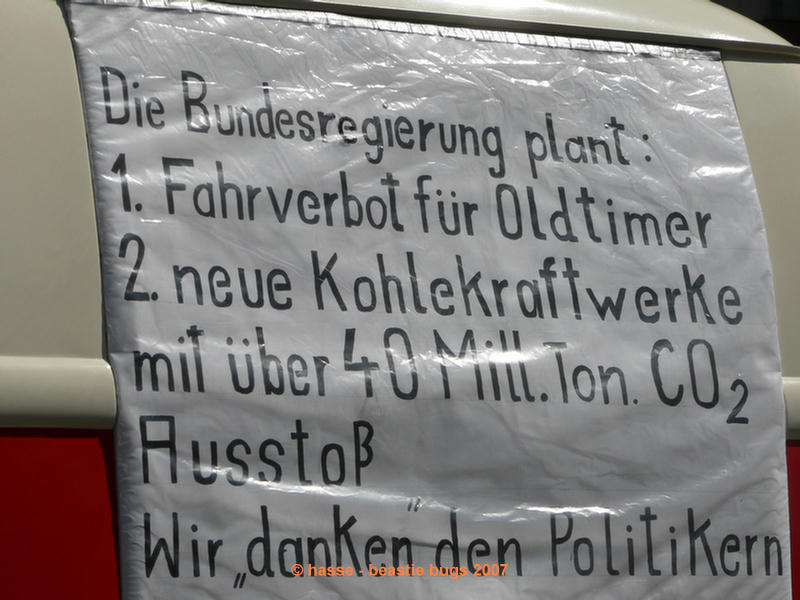 Die Bundesregierung plant:
1. Fahrverbot für Oldtimer
2. neue Kohlekraftwerke
mit über 40 Mill. Ton. CO₂
Ausstoß
Wir „danken" den Politikern
© hasse - beastie bugs 2007